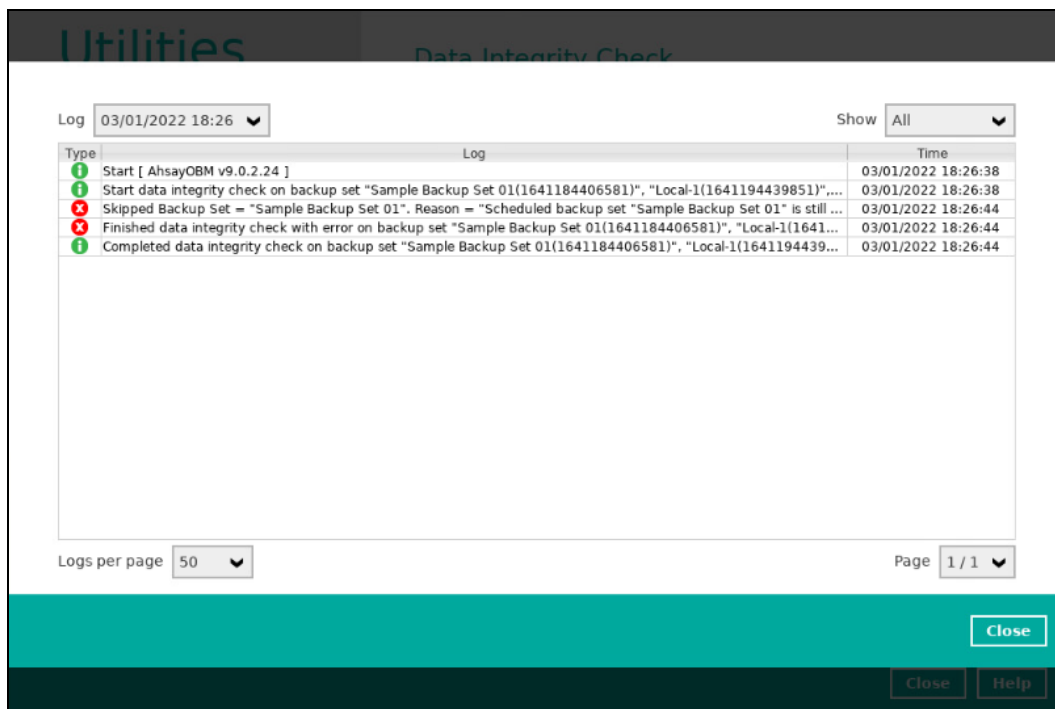 Utilities
Data Integrity Check
Log 03/01/2022 18:26 Show All
Type Log Time
Start [ AhsayOBM v9.0.2.24 ] 03/01/2022 18:26:38
Start data integrity check on backup set "Sample Backup Set 01(1641184406581)", "Local-1(1641194439851)",... 03/01/2022 18:26:38
Skipped Backup Set = "Sample Backup Set 01". Reason = "Scheduled backup set "Sample Backup Set 01" is still ... 03/01/2022 18:26:44
Finished data integrity check with error on backup set "Sample Backup Set 01(1641184406581)", "Local-1(1641... 03/01/2022 18:26:44
Completed data integrity check on backup set "Sample Backup Set 01(1641184406581)", "Local-1(1641194439... 03/01/2022 18:26:44
Logs per page 50 Page 1 / 1
Close
Close Help